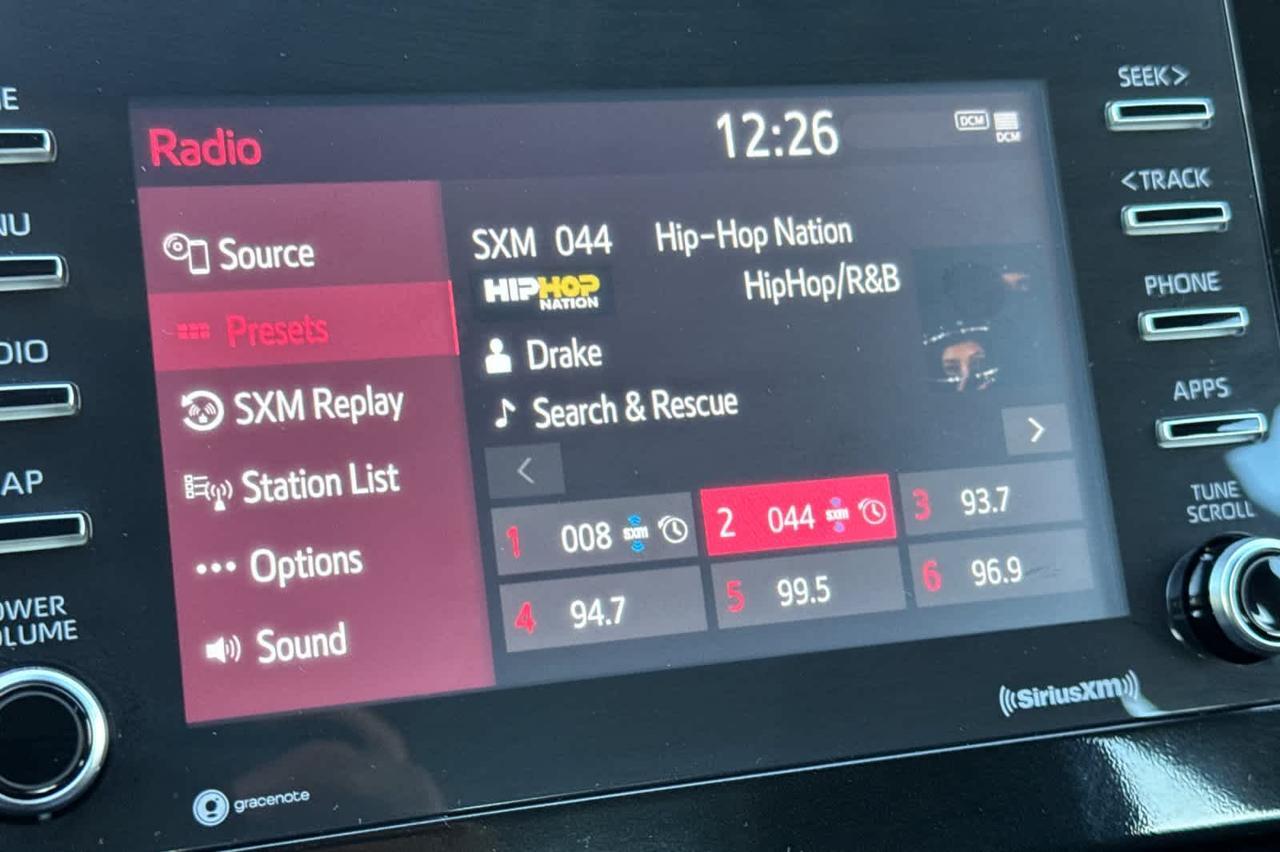 Radio
12:26
DCM
DCM
Source
Presets
SXM Replay
Station List
Options
Sound
SXM 044
Hip-Hop Nation
HIPHOP
NATION
HipHop/R&B
Drake
Search & Rescue
<
>
1 008 sxm
2 044 sxm
3 93.7
4 94.7
5 99.5
6 96.9
E
NU
DIO
AP
OWER
OLUME
SEEK>
<TRACK
PHONE
APPS
TUNE
SCROLL
gracenote
((SiriusXM))